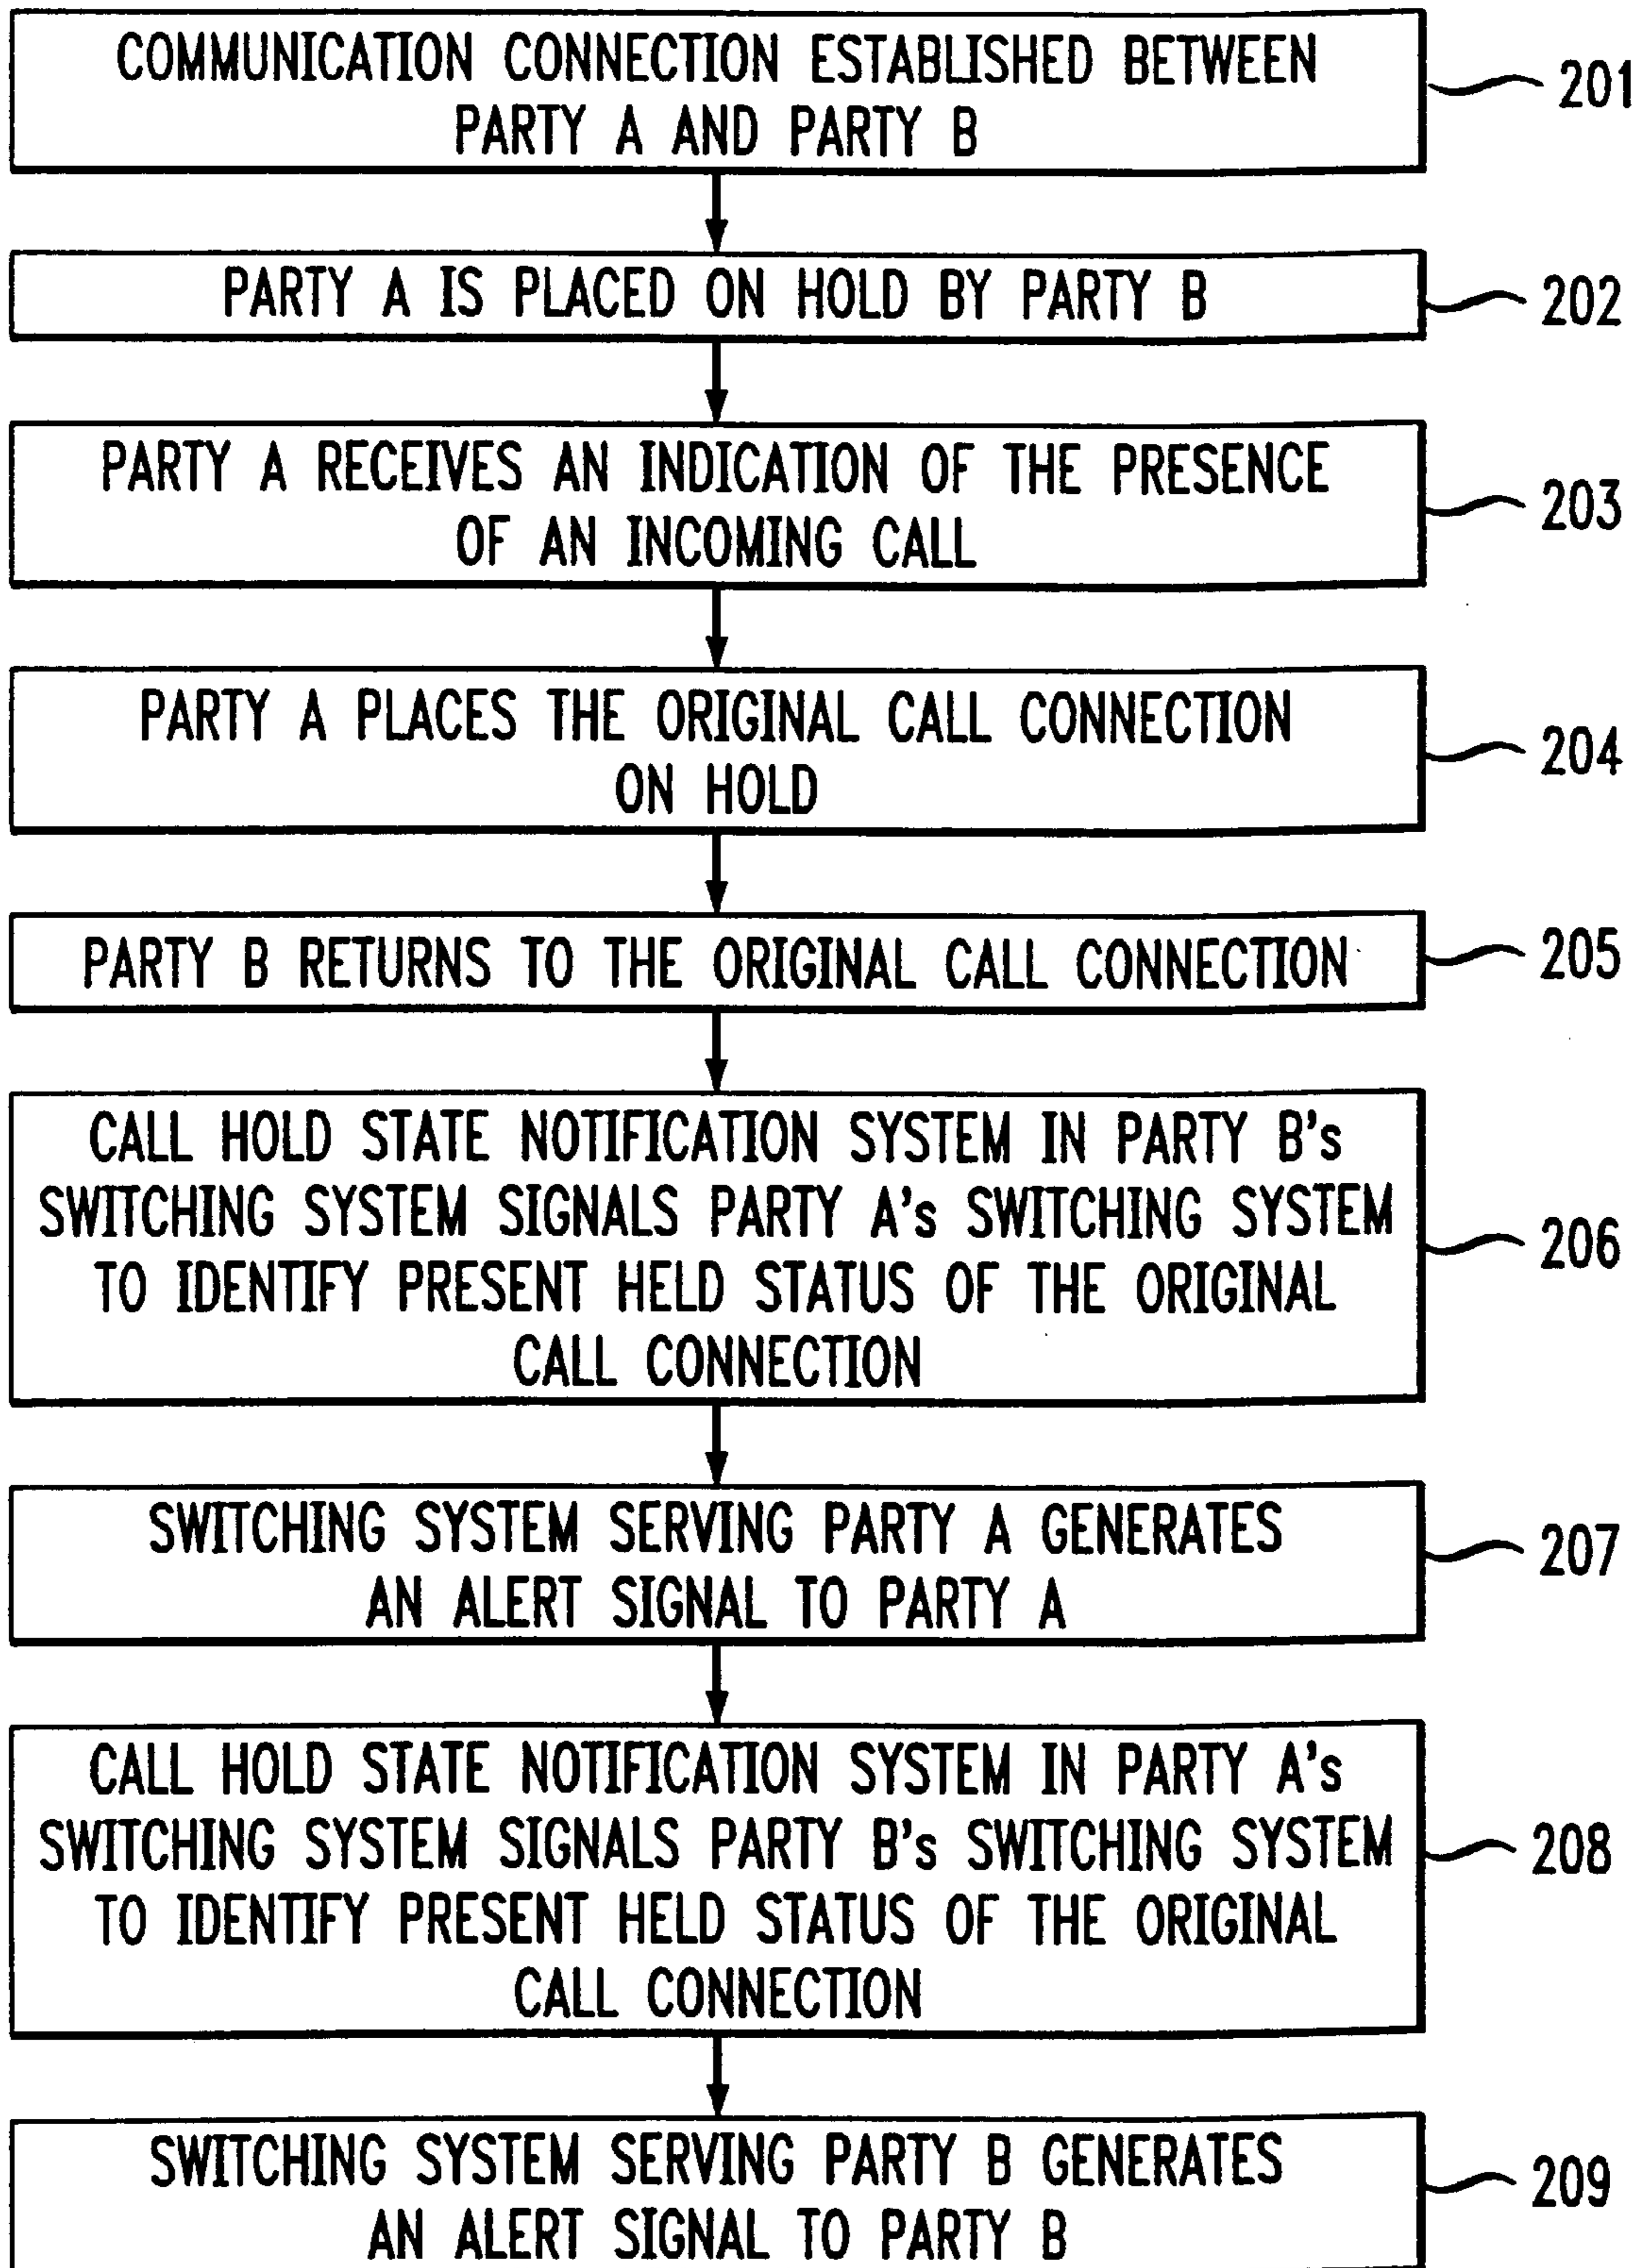 COMMUNICATION CONNECTION ESTABLISHED BETWEEN
PARTY A AND PARTY B
201
PARTY A IS PLACED ON HOLD BY PARTY B
202
PARTY A RECEIVES AN INDICATION OF THE PRESENCE
OF AN INCOMING CALL
203
PARTY A PLACES THE ORIGINAL CALL CONNECTION
ON HOLD
204
PARTY B RETURNS TO THE ORIGINAL CALL CONNECTION
205
CALL HOLD STATE NOTIFICATION SYSTEM IN PARTY B's
SWITCHING SYSTEM SIGNALS PARTY A's SWITCHING SYSTEM
TO IDENTIFY PRESENT HELD STATUS OF THE ORIGINAL
CALL CONNECTION
206
SWITCHING SYSTEM SERVING PARTY A GENERATES
AN ALERT SIGNAL TO PARTY A
207
CALL HOLD STATE NOTIFICATION SYSTEM IN PARTY A's
SWITCHING SYSTEM SIGNALS PARTY B's SWITCHING SYSTEM
TO IDENTIFY PRESENT HELD STATUS OF THE ORIGINAL
CALL CONNECTION
208
SWITCHING SYSTEM SERVING PARTY B GENERATES
AN ALERT SIGNAL TO PARTY B
209